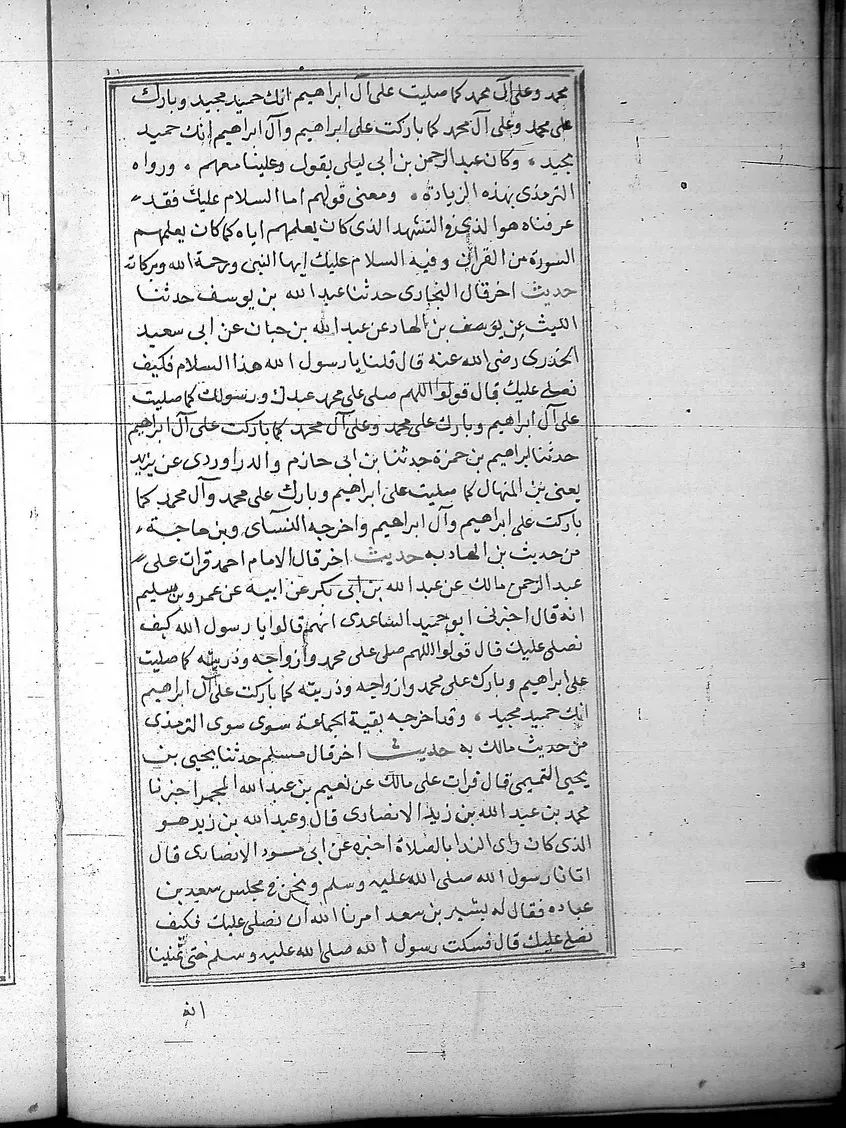 محمد وعلى آل محمد كما صليت على آل ابراهيم انك حميد مجيد وبارك
على محمد وعلى آل محمد كما باركت على ابراهيم وآل ابراهيم انك حميد
مجيد • وكان عبد الرحمن بن ابي ليلى يقول وعلينا معهم • ورواه
الترمذى بهذه الزيادة • ومعنى قولهم اما السلام عليك فقد
عرفناه هو الذى فى التشهد الذى كان يعلمهم اياه كما كان يعلمهم
السورة من القرآن وفيه السلام عليك ايها النبى ورحمة الله وبركاته
حديث اخر قال البخارى حدثنا عبد الله بن يوسف حدثنا
الليث عن يوسف بن الهاد عن عبد الله بن خبان عن ابى سعيد
الخدرى رضى الله عنه قال قلنا يا رسول الله هذا السلام فكيف
نصلى عليك قال قولوا اللهم صلى على محمد عبدك ورسولك كما صليت
على آل ابراهيم وبارك على محمد وعلى آل محمد كما باركت على آل ابراهيم
حدثنا ابراهيم بن حمزة حدثنا بن ابى حازم والدراوردى عن يزيد
يعنى بن المنهال كما صليت على ابراهيم وبارك على محمد وآل محمد كما
باركت على ابراهيم وآل ابراهيم واخرجه النسآى وبن ماجة
من حديث بن الهاد به حديث اخر قال الامام احمد قرات على
عبد الرحمن مالك عن عبد الله بن ابى بكر عن ابيه عن عمرو بن سليم
انه قال اخبرنى ابو حميد الساعدى انهم قالوا يا رسول الله كيف
نصلى عليك قال قولوا اللهم صلى على محمد وازواجه وذريته كما صليت
على ابراهيم وبارك على محمد وازواجه وذريته كما باركت على آل ابراهيم
انك حميد مجيد • وقد اخرجه بقية الجماعة سوى سوى الترمذى
من حديث مالك به حديث اخر قال مسلم حدثنا يحيى بن
يحيى التميمى قال قرات على مالك عن نعيم بن عبد الله المجمر اخبرنا
محمد بن عبد الله بن زيد الانصارى قال وعبد الله بن زيد هو
الذى كان راى الندا بالصلاة اخبره عن ابى مسود الانصارى قال
اتانا رسول الله صلى الله عليه وسلم ونحن فى مجلس سعيد بن
عباده فقال له بشير بن سعد امرنا الله ان نصلى عليك فكيف
نصلى عليك قال فسكت رسول الله صلى الله عليه وسلم حتى تمنينا
انه